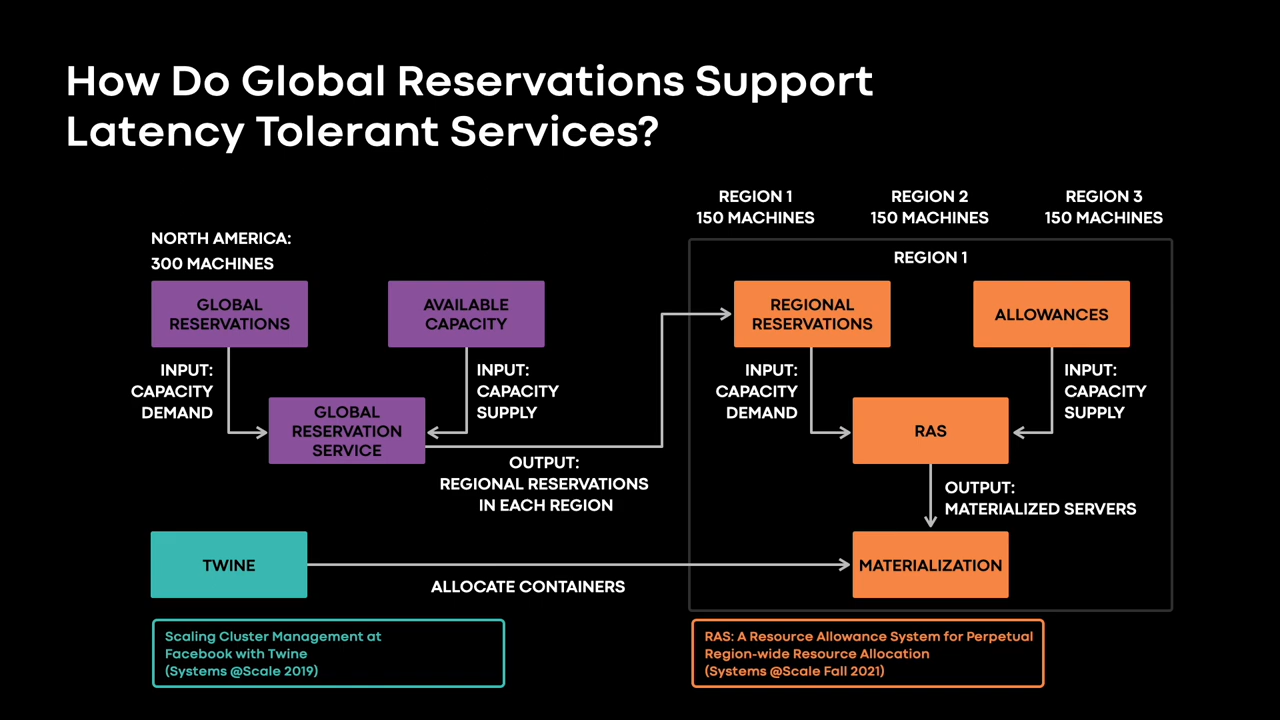 How Do Global Reservations Support
Latency Tolerant Services?
REGION 1
150 MACHINES
REGION 2
150 MACHINES
REGION 3
150 MACHINES
NORTH AMERICA:
300 MACHINES
GLOBAL
RESERVATIONS
AVAILABLE
CAPACITY
INPUT:
CAPACITY
DEMAND
INPUT:
CAPACITY
SUPPLY
GLOBAL
RESERVATION
SERVICE
OUTPUT:
REGIONAL RESERVATIONS
IN EACH REGION
REGION 1
REGIONAL
RESERVATIONS
ALLOWANCES
INPUT:
CAPACITY
DEMAND
INPUT:
CAPACITY
SUPPLY
RAS
OUTPUT:
MATERIALIZED SERVERS
TWINE
ALLOCATE CONTAINERS
MATERIALIZATION
Scaling Cluster Management at
Facebook with Twine
(Systems @Scale 2019)
RAS: A Resource Allowance System for Perpetual
Region-wide Resource Allocation
(Systems @Scale Fall 2021)